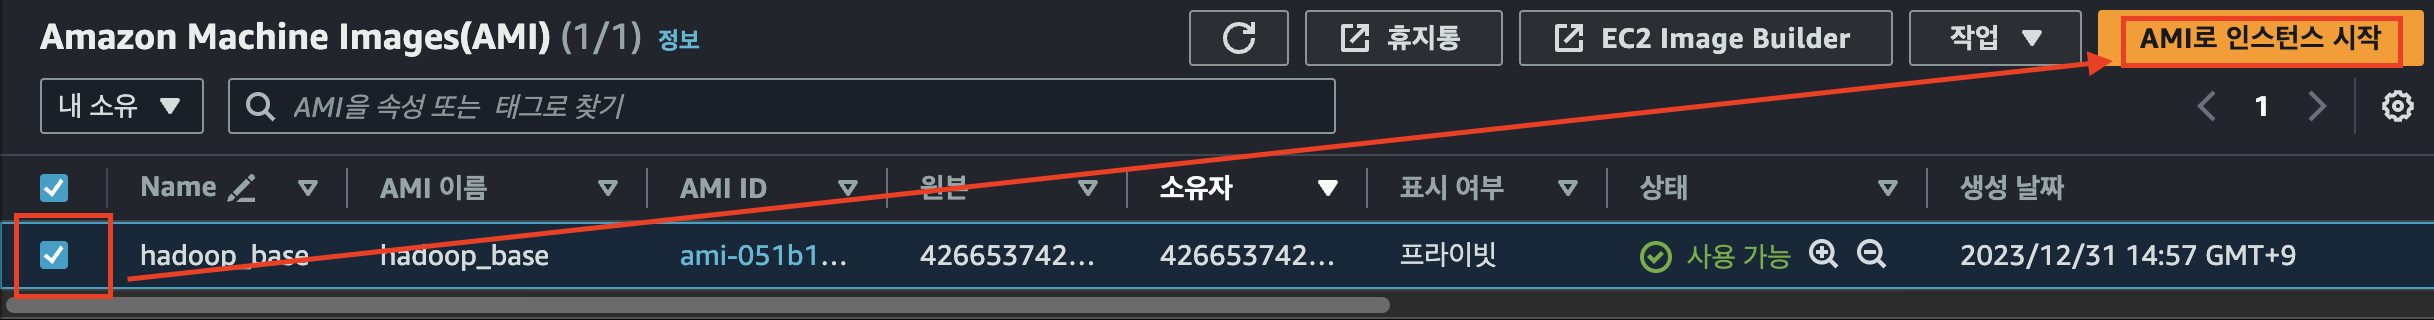 Amazon Machine Images(AMI) (1/1) 정보 휴지통 EC2 Image Builder 작업 AMI로 인스턴스 시작
내 소유 AMI을 속성 또는 태그로 찾기 1
Name AMI 이름 AMI ID 원본 소유자 표시 여부 상태 생성 날짜
hadoop_base hadoop_base ami-051b1... 426653742... 426653742... 프라이빗 사용 가능 2023/12/31 14:57 GMT+9